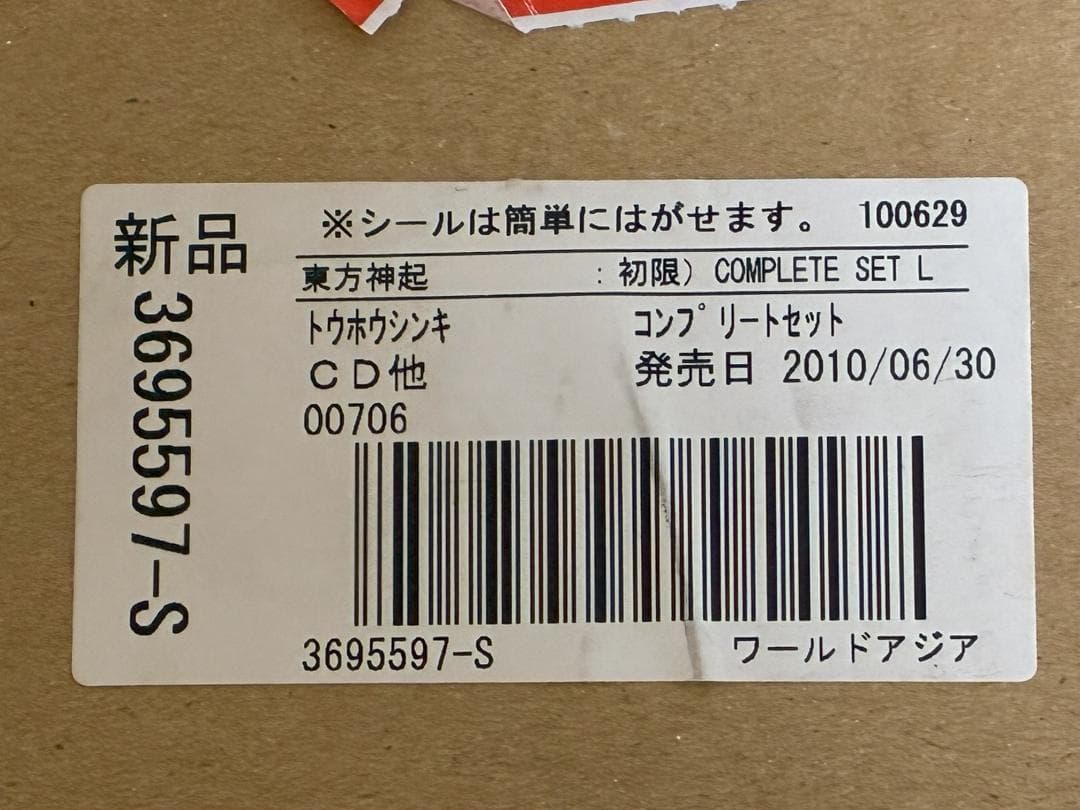 新品
3695597-S
※シールは簡単にはがせます。 100629
東方神起 : 初限) COMPLETE SET L
トウホウシンキ コンプリートセット
CD他 発売日 2010/06/30
00706
3695597-S ワールドアジア